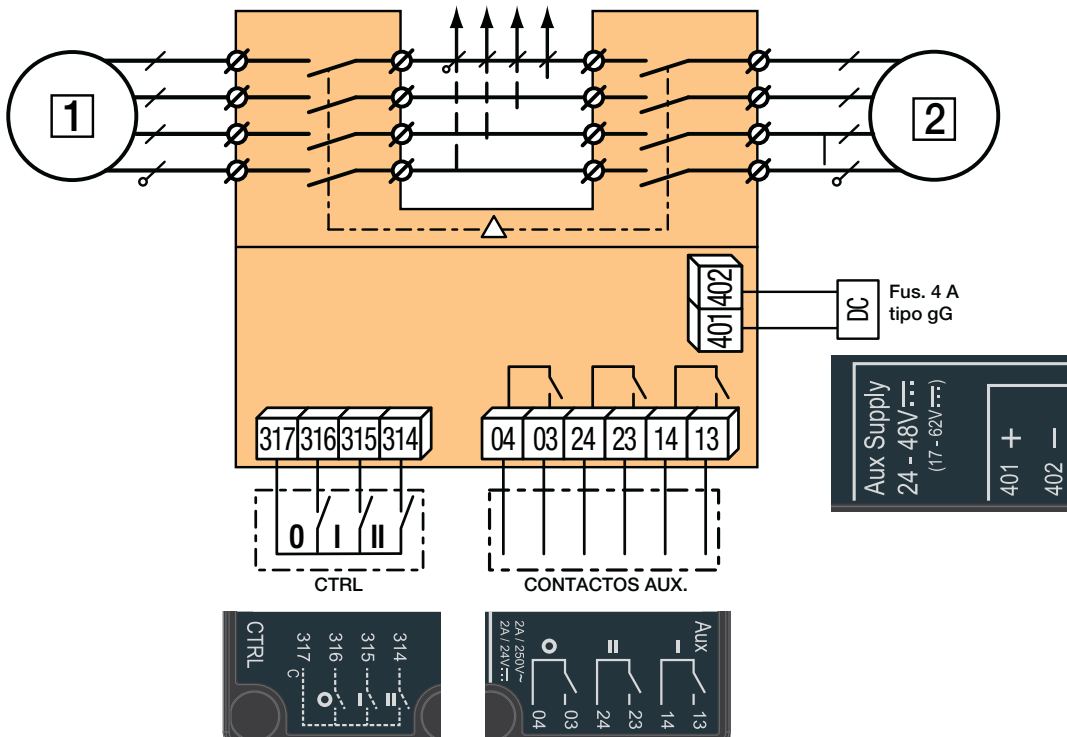 1
2
402
401
DC
Fus. 4 A
tipo gG
317 316 315 314
04 03 24 23 14 13
0 I II
CTRL
CONTACTOS AUX.
Aux Supply
24 - 48V
(17 - 62V)
401 +
402 −
CTRL
317
316
315
314
C
O
I
II
Aux
I
II
O
2A / 250V~
2A / 24V
04
03
24
23
14
13